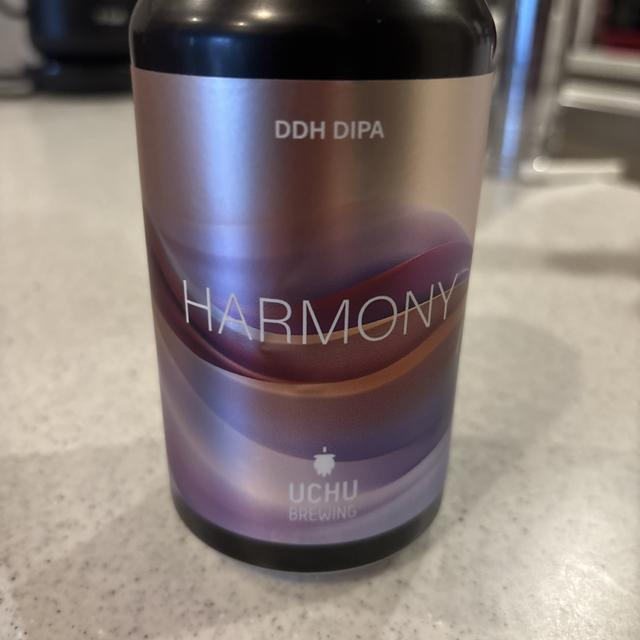 DDH DIPA
HARMONY
UCHU
BREWING